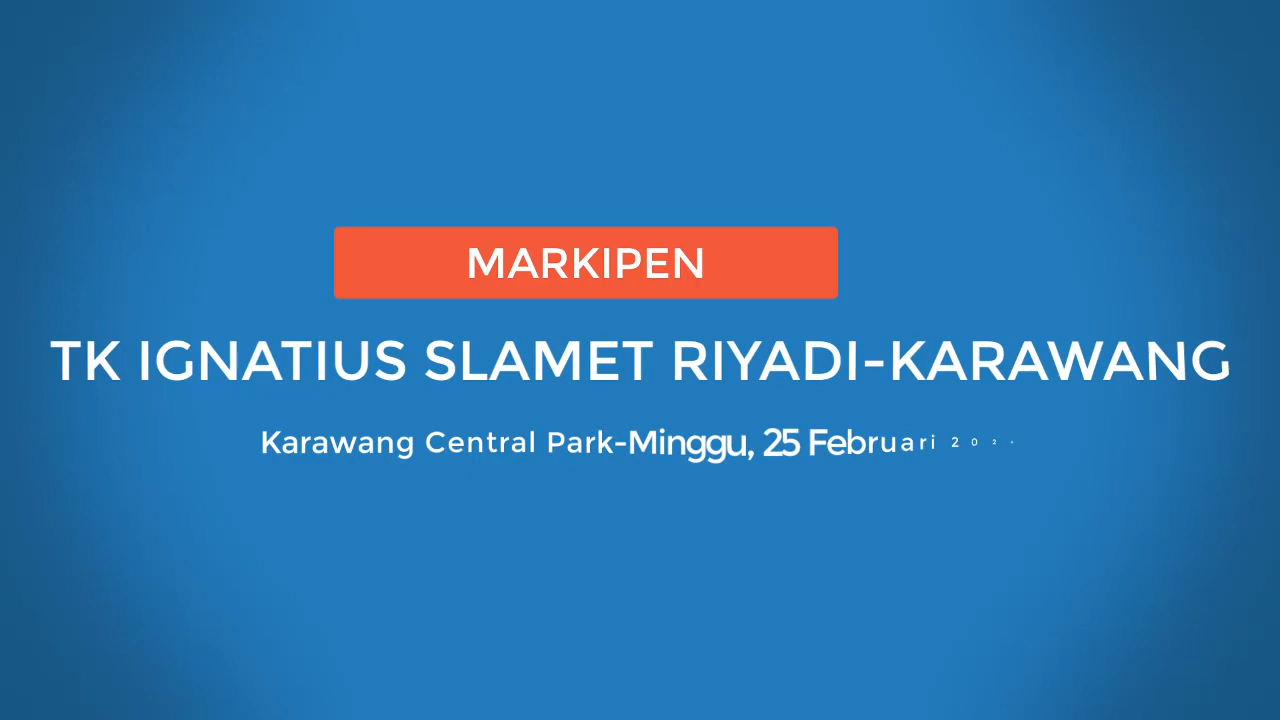 MARKIPEN
TK IGNATIUS SLAMET RIYADI-KARAWANG
Karawang Central Park-Minggu, 25 Februari